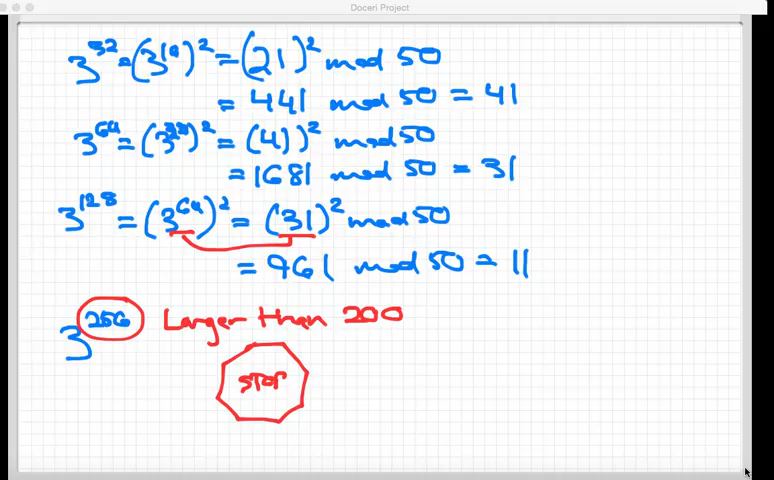 Doceri Project
3^32 = (3^16)^2 = (21)^2 mod 50
= 441 mod 50 = 41
3^64 = (3^32)^2 = (41)^2 mod 50
= 1681 mod 50 = 31
3^128 = (3^64)^2 = (31)^2 mod 50
= 961 mod 50 = 11
3^256 Larger than 200
STOP